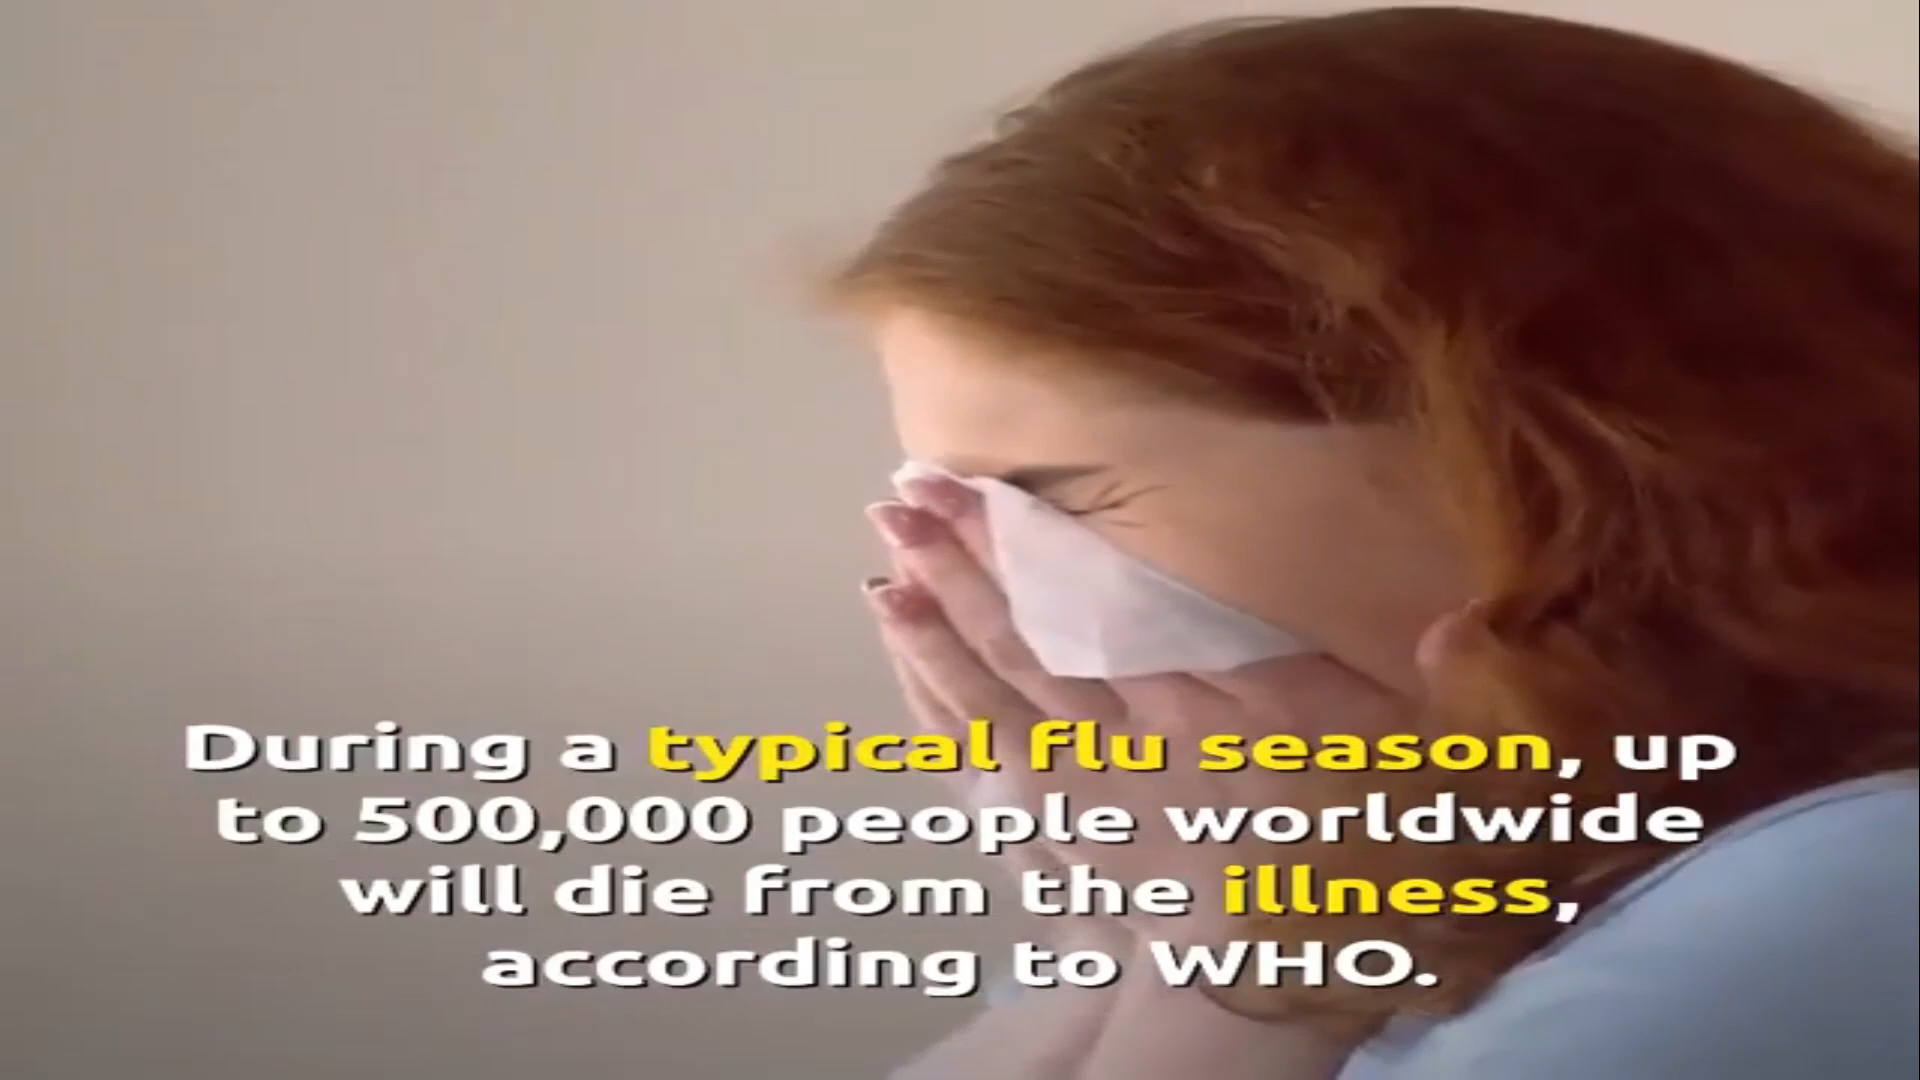 During a typical flu season, up
to 500,000 people worldwide
will die from the illness,
according to WHO.